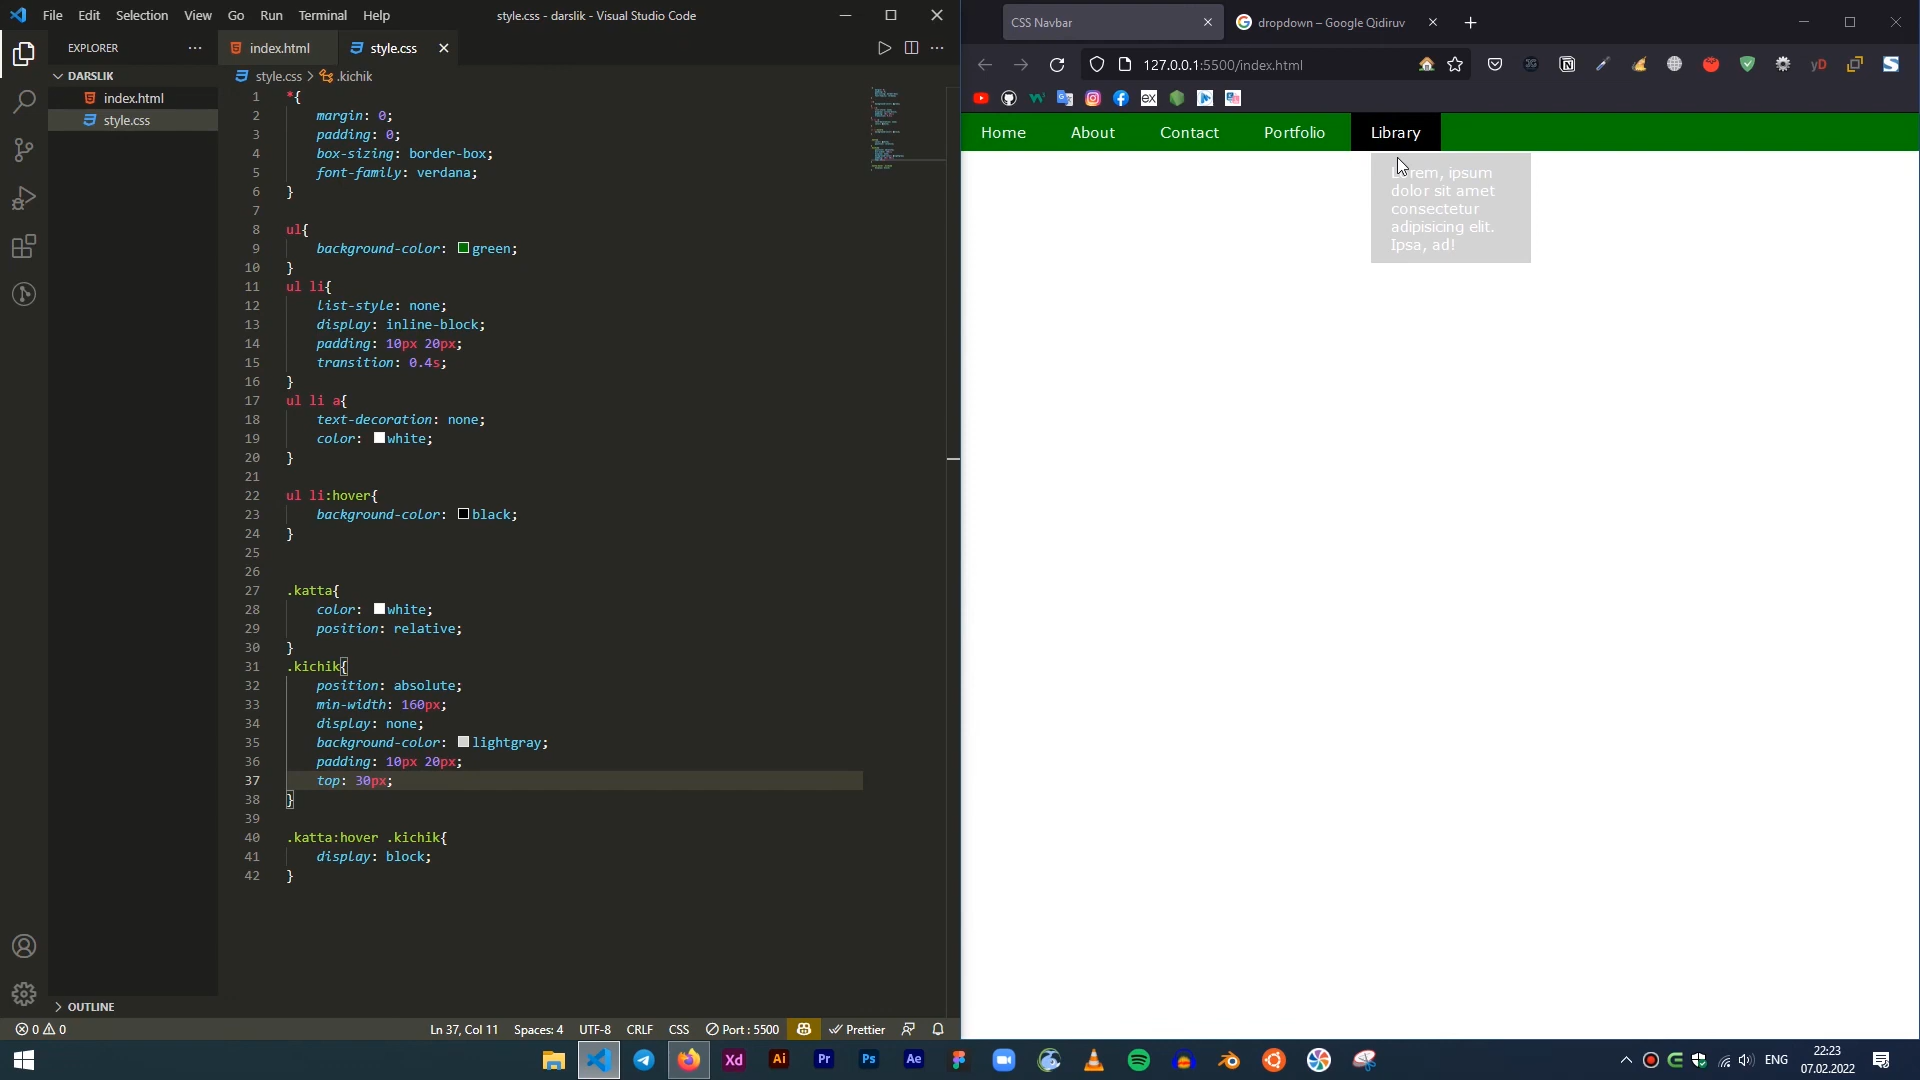 File Edit Selection View Go Run Terminal Help
style.css - darslik - Visual Studio Code
EXPLORER
DARSLIK
index.html
style.css
OUTLINE
index.html
style.css
style.css > .kichik
1 *{
2 margin: 0;
3 padding: 0;
4 box-sizing: border-box;
5 font-family: verdana;
6 }
7
8 ul{
9 background-color: green;
10 }
11 ul li{
12 list-style: none;
13 display: inline-block;
14 padding: 10px 20px;
15 transition: 0.4s;
16 }
17 ul li a{
18 text-decoration: none;
19 color: white;
20 }
21
22 ul li:hover{
23 background-color: black;
24 }
25
26
27 .katta{
28 color: white;
29 position: relative;
30 }
31 .kichik{
32 position: absolute;
33 min-width: 160px;
34 display: none;
35 background-color: lightgray;
36 padding: 10px 20px;
37 top: 30px;
38 }
39
40 .katta:hover .kichik{
41 display: block;
42 }
0 0
Ln 37, Col 11 Spaces: 4 UTF-8 CRLF CSS Port : 5500 Prettier
CSS Navbar
dropdown – Google Qidiruv
127.0.0.1:5500/index.html
yD
EX
Home About Contact Portfolio Library
Lorem, ipsum
dolor sit amet
consectetur
adipisicing elit.
Ipsa, ad!
Xd Ai Pr Ps Ae
ENG
22:23
07.02.2022